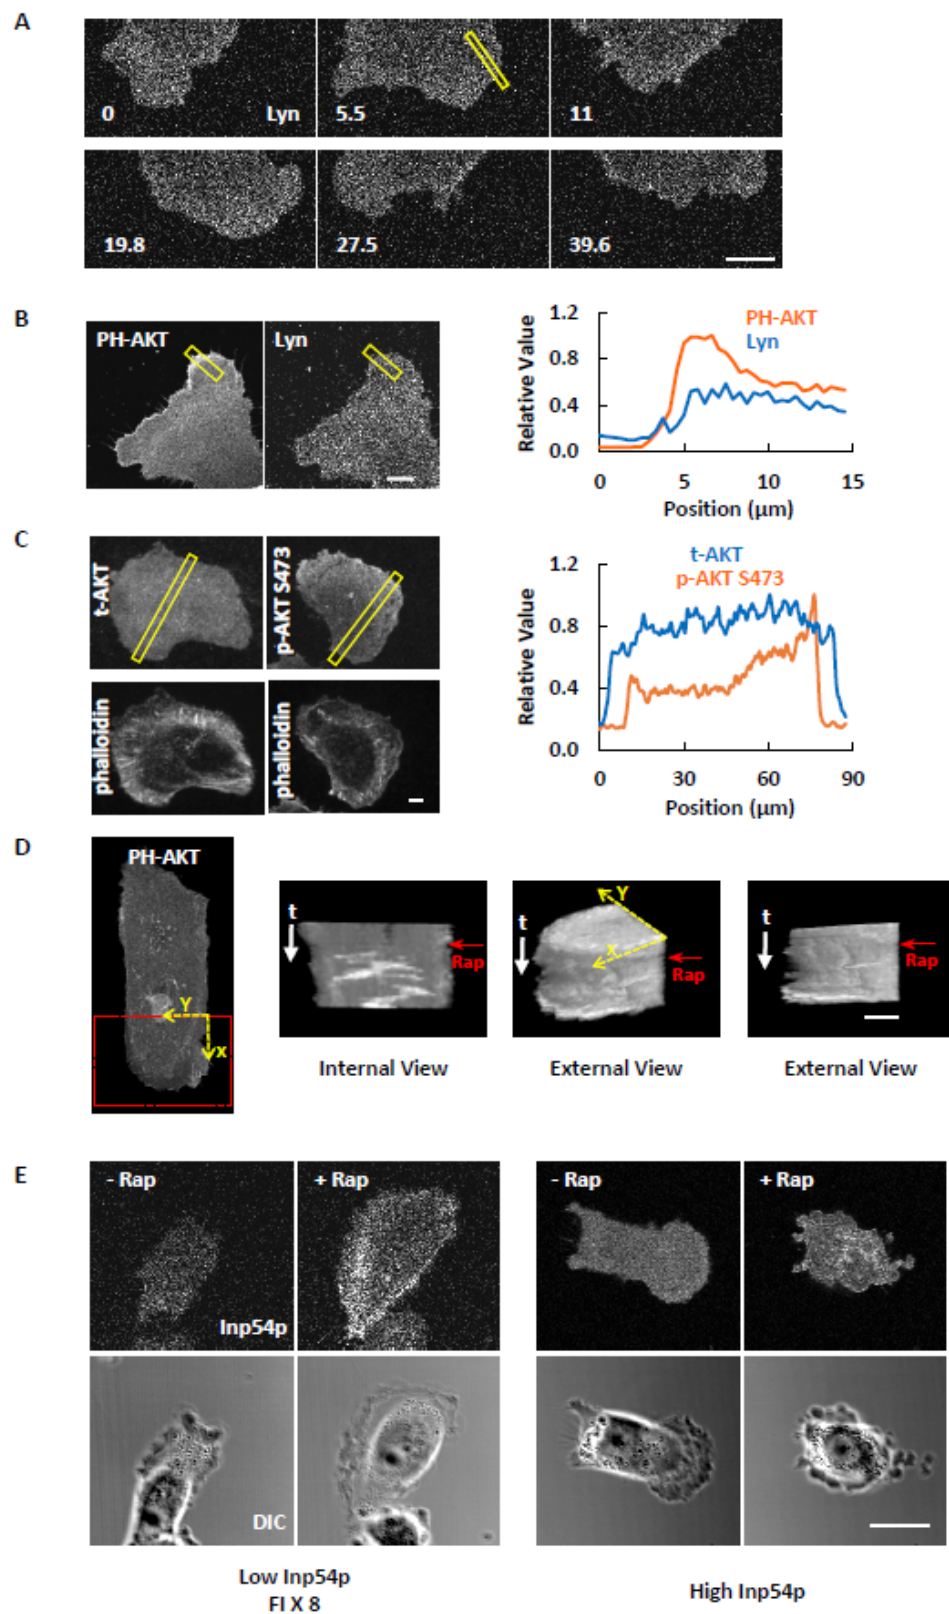 A
0
Lyn
5.5
11
19.8
27.5
39.6
B
PH-AKT
Lyn
1.2
0.8
0.4
0.0
Relative Value
PH-AKT
Lyn
0
5
10
15
Position (μm)
C
t-AKT
p-AKT S473
phalloidin
phalloidin
1.2
0.8
0.4
0.0
Relative Value
t-AKT
p-AKT S473
0
30
60
90
Position (μm)
D
PH-AKT
Y
x
t
Rap
Internal View
t
Y
x
Rap
External View
t
Rap
External View
E
- Rap
+ Rap
- Rap
+ Rap
Inp54p
DIC
Low Inp54p
FI X 8
High Inp54p